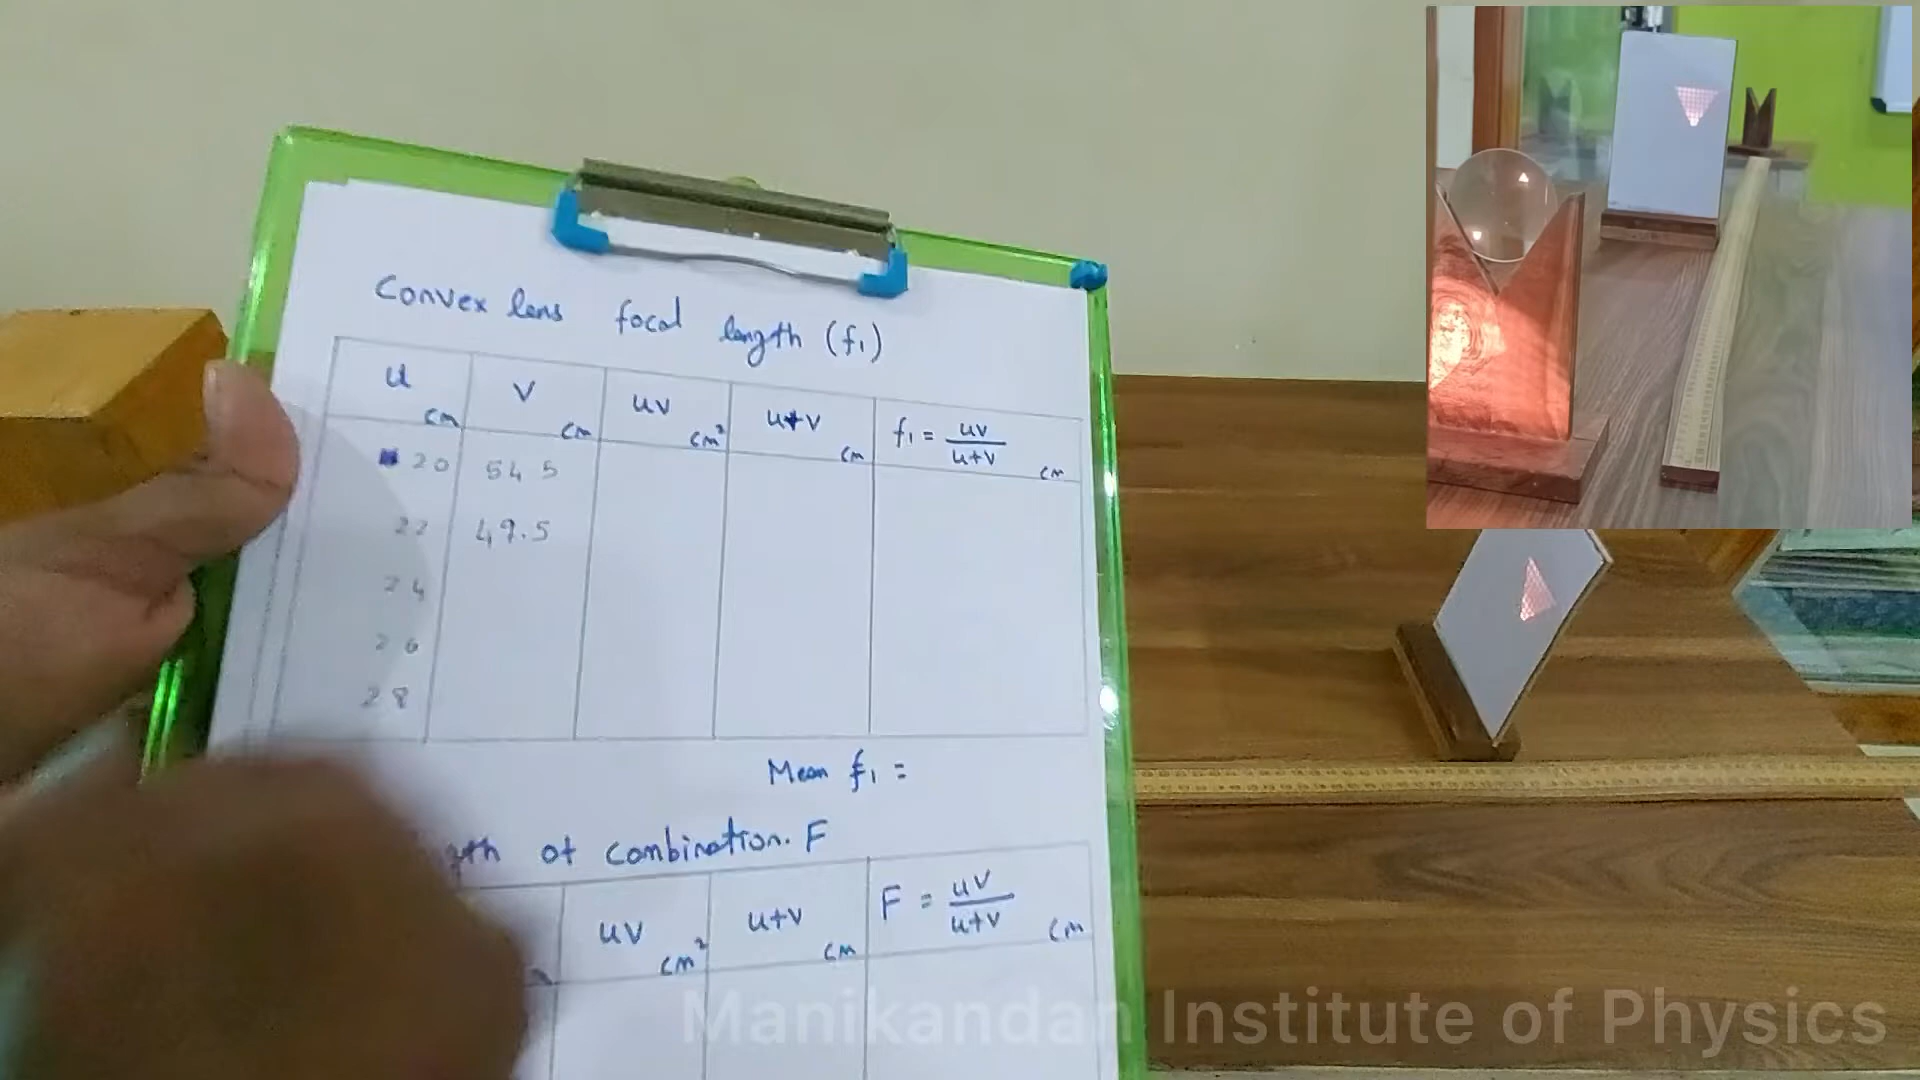 Convex lens focal length (f1)
u cm v cm uv cm² u+v cm f1 = uv/u+v cm
20 54 5
22 49.5
24
26
28
Mean f1 =
of combination. F
uv cm² u+v cm F = uv/u+v cm
Manikandan Institute of Physics